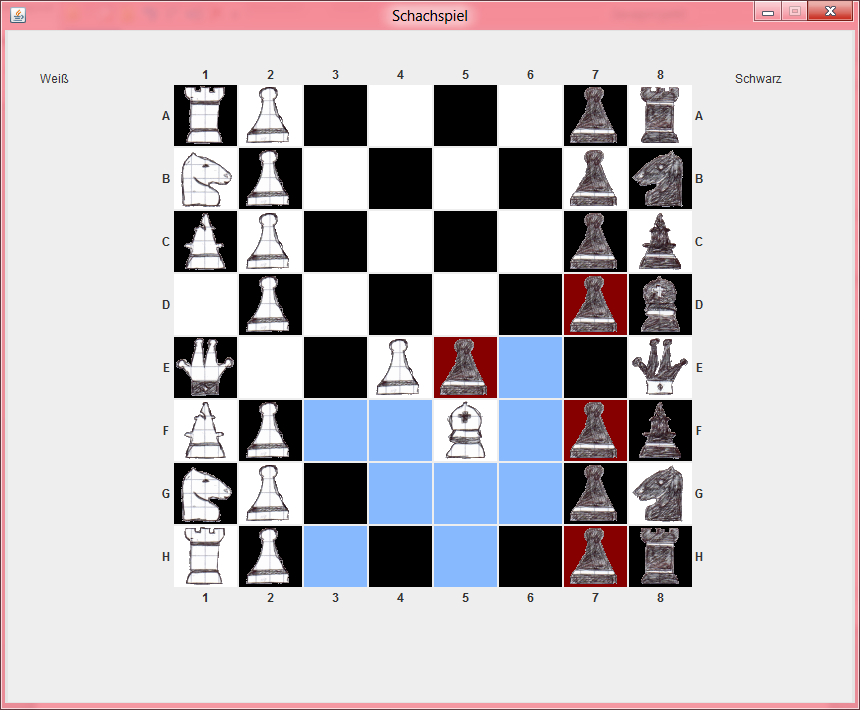 Schachspiel
Weiß
Schwarz
1 2 3 4 5 6 7 8
A A
B B
C C
D D
E E
F F
G G
H H
1 2 3 4 5 6 7 8